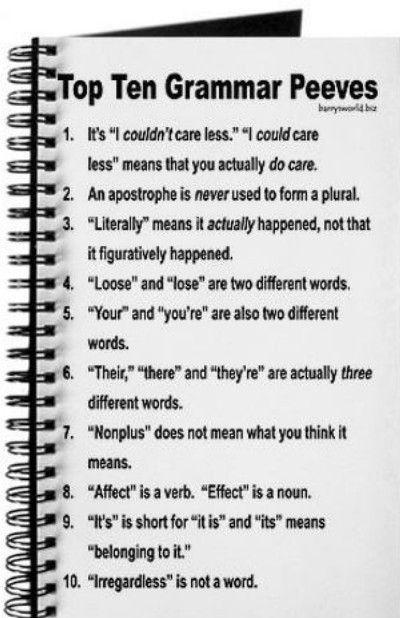 Top Ten Grammar Peeves
barrysworld.biz
1. It's "I couldn't care less." "I could care
less" means that you actually do care.
2. An apostrophe is never used to form a plural.
3. "Literally" means it actually happened, not that
it figuratively happened.
4. "Loose" and "lose" are two different words.
5. "Your" and "you're" are also two different
words.
6. "Their," "there" and "they're" are actually three
different words.
7. "Nonplus" does not mean what you think it
means.
8. "Affect" is a verb. "Effect" is a noun.
9. "It's" is short for "it is" and "its" means
"belonging to it."
10. "Irregardless" is not a word.